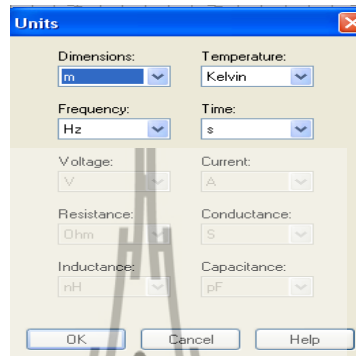 Units
Dimensions: Temperature:
m Kelvin
Frequency: Time:
Hz s
Voltage: Current:
V A
Resistance: Conductance:
Ohm S
Inductance: Capacitance:
nH pF
OK Cancel Help